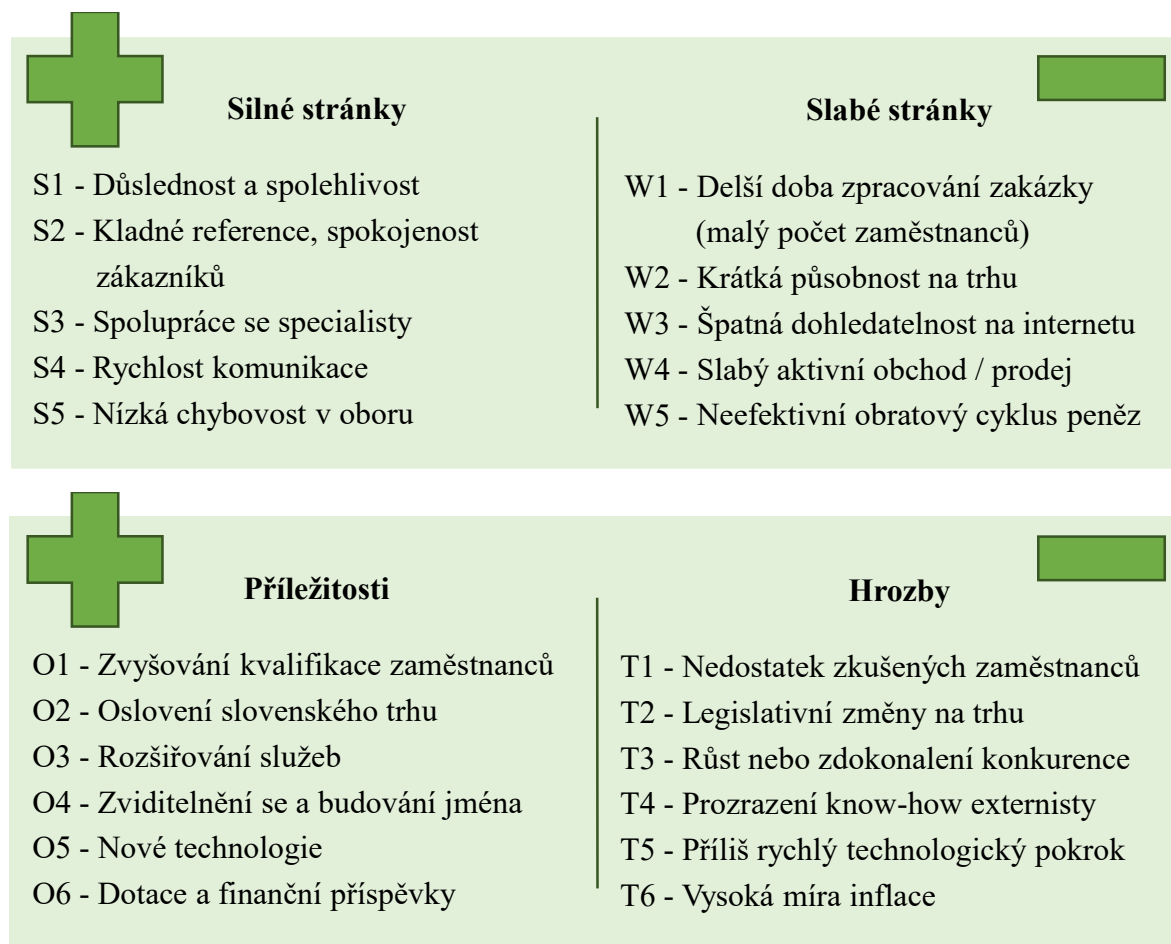 Silné stránky
S1 - Důslednost a spolehlivost
S2 - Kladné reference, spokojenost
zákazníků
S3 - Spolupráce se specialisty
S4 - Rychlost komunikace
S5 - Nízká chybovost v oboru
Slabé stránky
W1 - Delší doba zpracování zakázky
(malý počet zaměstnanců)
W2 - Krátká působnost na trhu
W3 - Špatná dohledatelnost na internetu
W4 - Slabý aktivní obchod / prodej
W5 - Neefektivní obratový cyklus peněz
Příležitosti
O1 - Zvyšování kvalifikace zaměstnanců
O2 - Oslovení slovenského trhu
O3 - Rozšiřování služeb
O4 - Zviditelnění se a budování jména
O5 - Nové technologie
O6 - Dotace a finanční příspěvky
Hrozby
T1 - Nedostatek zkušených zaměstnanců
T2 - Legislativní změny na trhu
T3 - Růst nebo zdokonalení konkurence
T4 - Prozrazení know-how externisty
T5 - Příliš rychlý technologický pokrok
T6 - Vysoká míra inflace